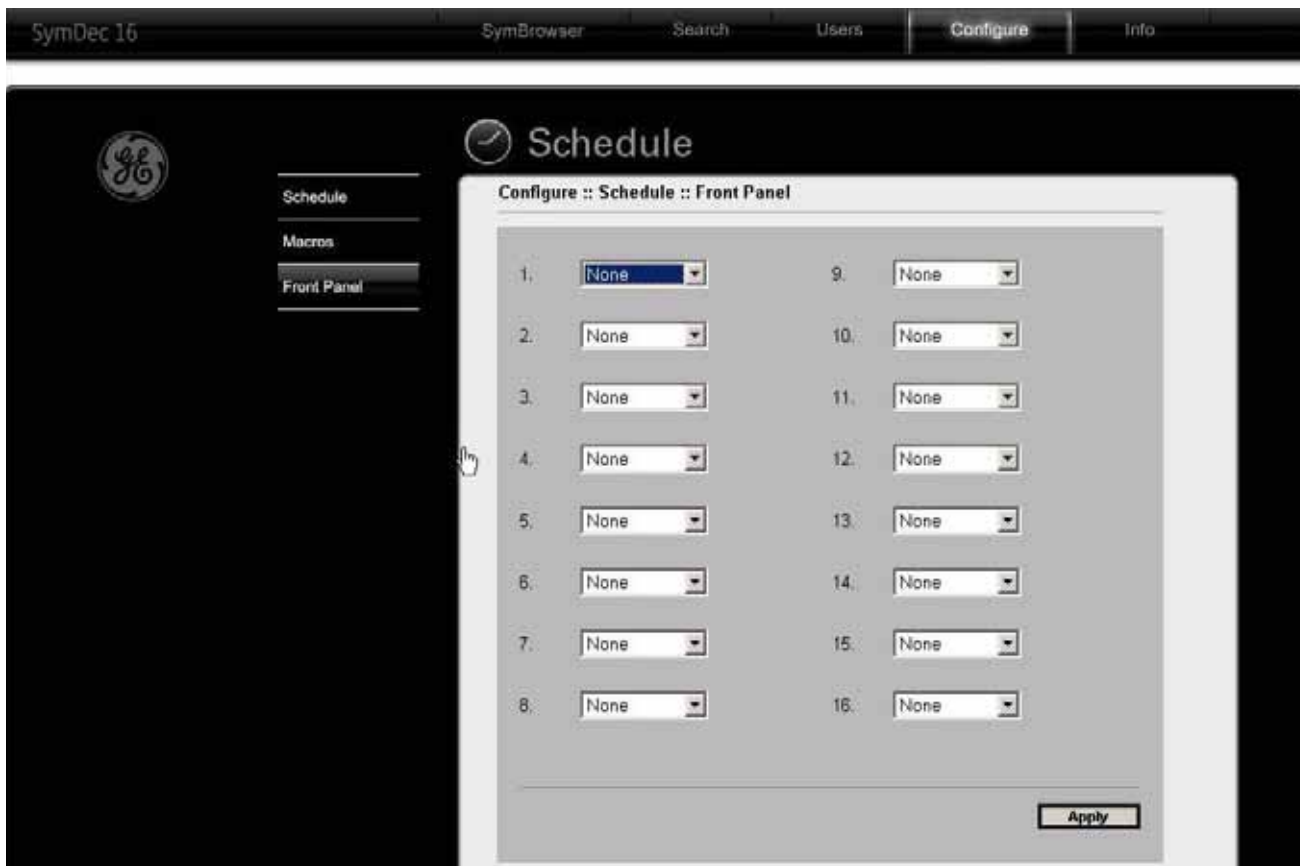 SymDec 16
SymBrowser Search Users Configure Info
GE
Schedule
Schedule
Macros
Front Panel
Configure :: Schedule :: Front Panel
1. None 9. None
2. None 10. None
3. None 11. None
4. None 12. None
5. None 13. None
6. None 14. None
7. None 15. None
8. None 16. None
Apply